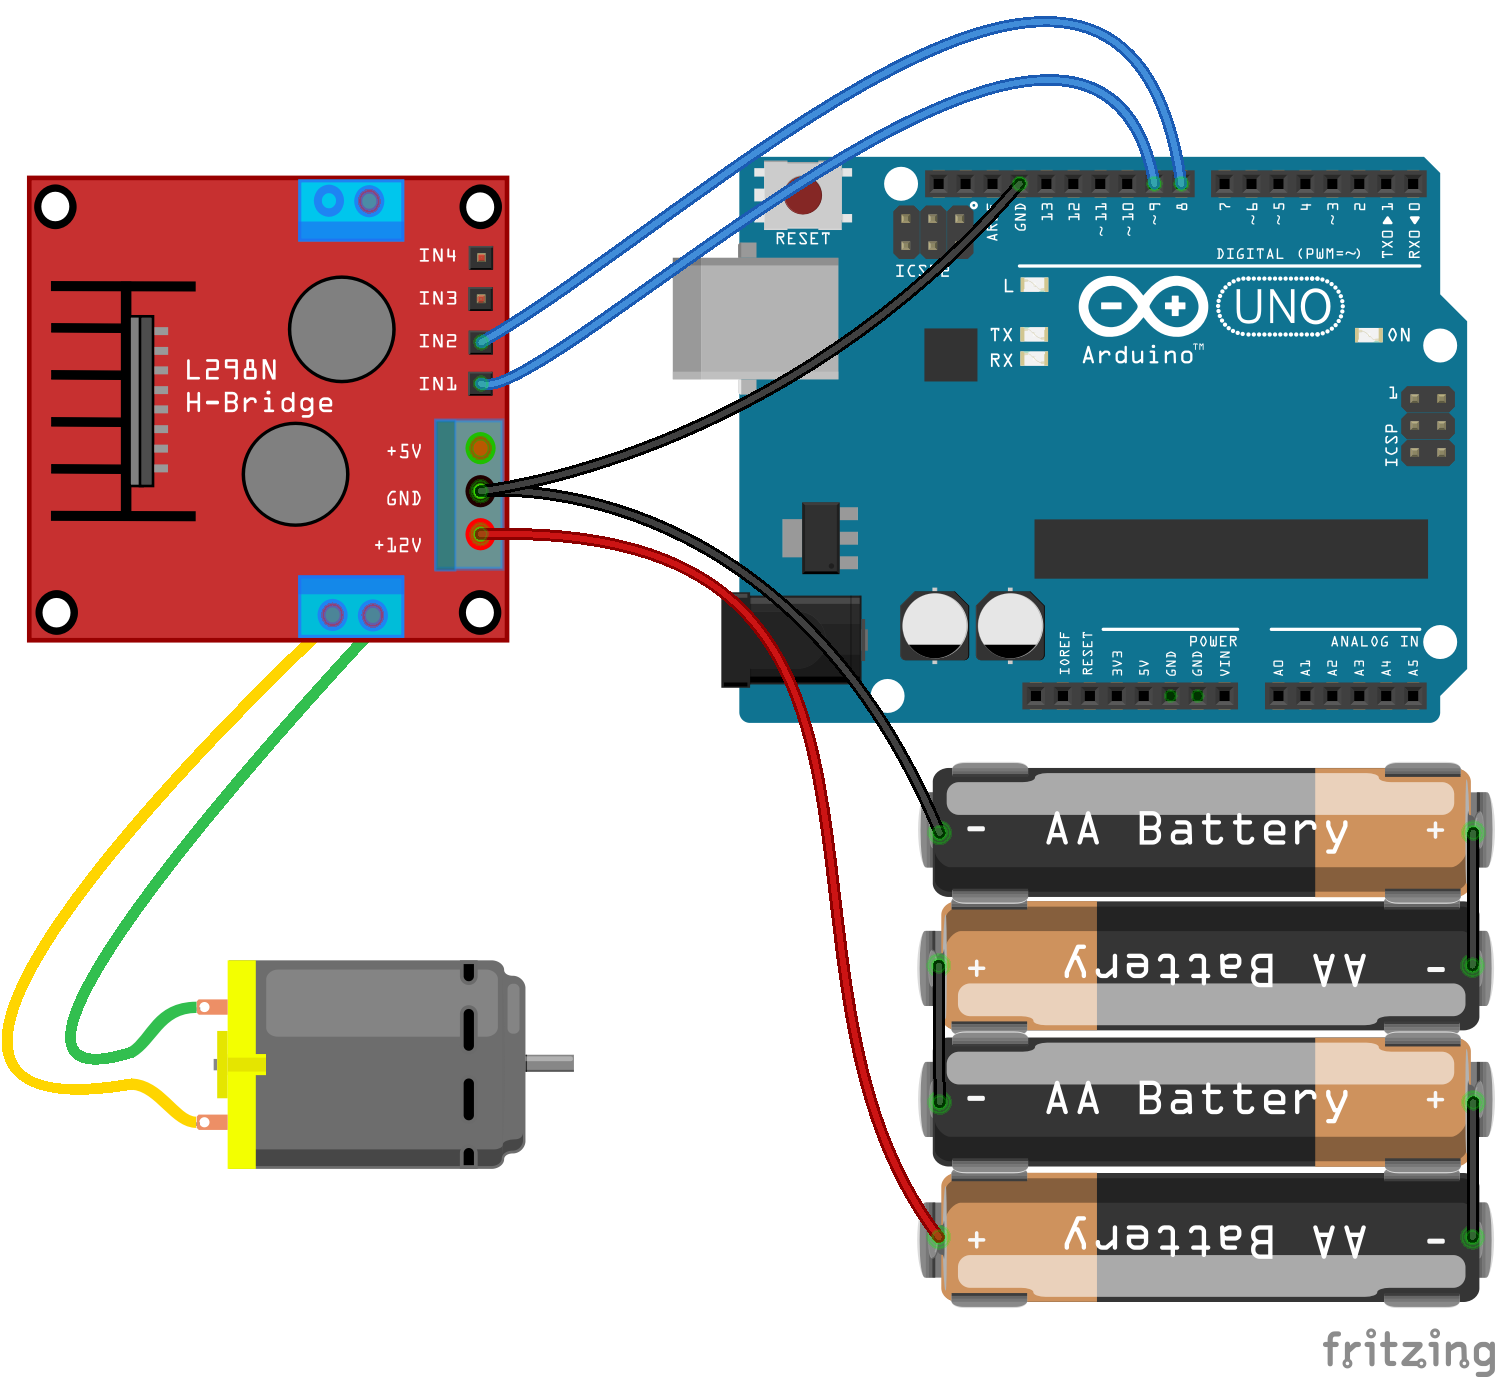 IN4
IN3
IN2
IN1
L298N
H-Bridge
+5V
GND
+12V
RESET
ICSP2
AREF
GND
13
12
~11
~10
~9
8
7
~6
~5
4
~3
2
TX0▶1
RX0◀0
DIGITAL (PWM=~)
L
TX
RX
UNO
Arduino™
ON
1
ICSP
IOREF
RESET
3V3
5V
GND
GND
VIN
POWER
ANALOG IN
A0
A1
A2
A3
A4
A5
- AA Battery +
+ AA Battery -
- AA Battery +
+ AA Battery -
fritzing